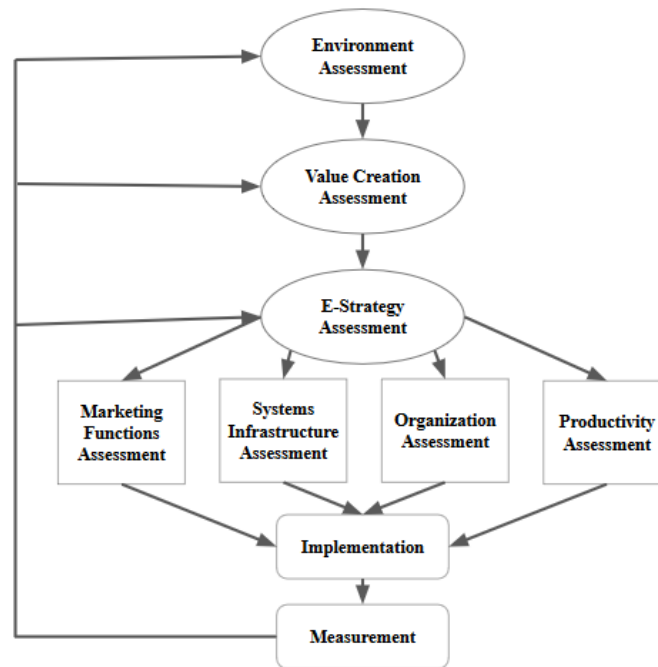 Environment
Assessment
Value Creation
Assessment
E-Strategy
Assessment
Marketing
Functions
Assessment
Systems
Infrastructure
Assessment
Organization
Assessment
Productivity
Assessment
Implementation
Measurement